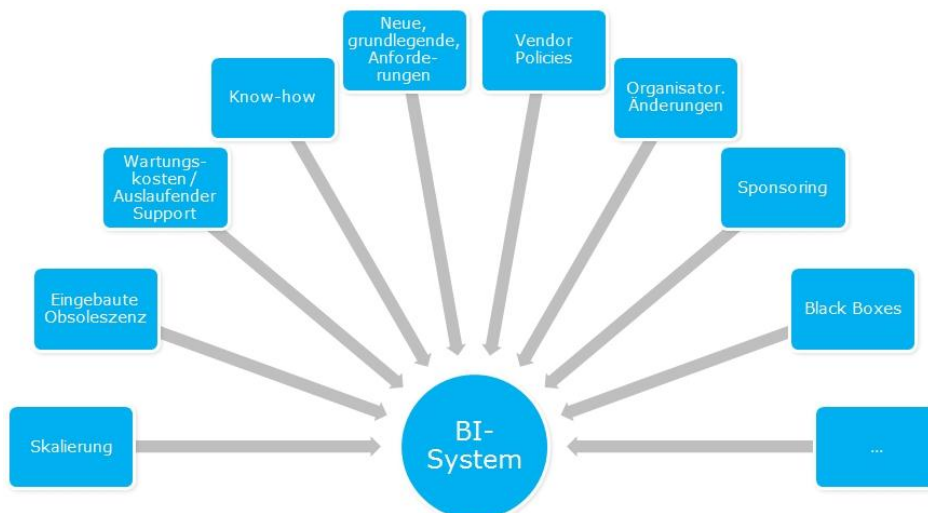 Neue,
grundlegende,
Anforde-
rungen
Vendor
Policies
Know-how
Organisator.
Änderungen
Wartungs-
kosten /
Auslaufender
Support
Sponsoring
Eingebaute
Obsoleszenz
Black Boxes
Skalierung
BI-
System
...